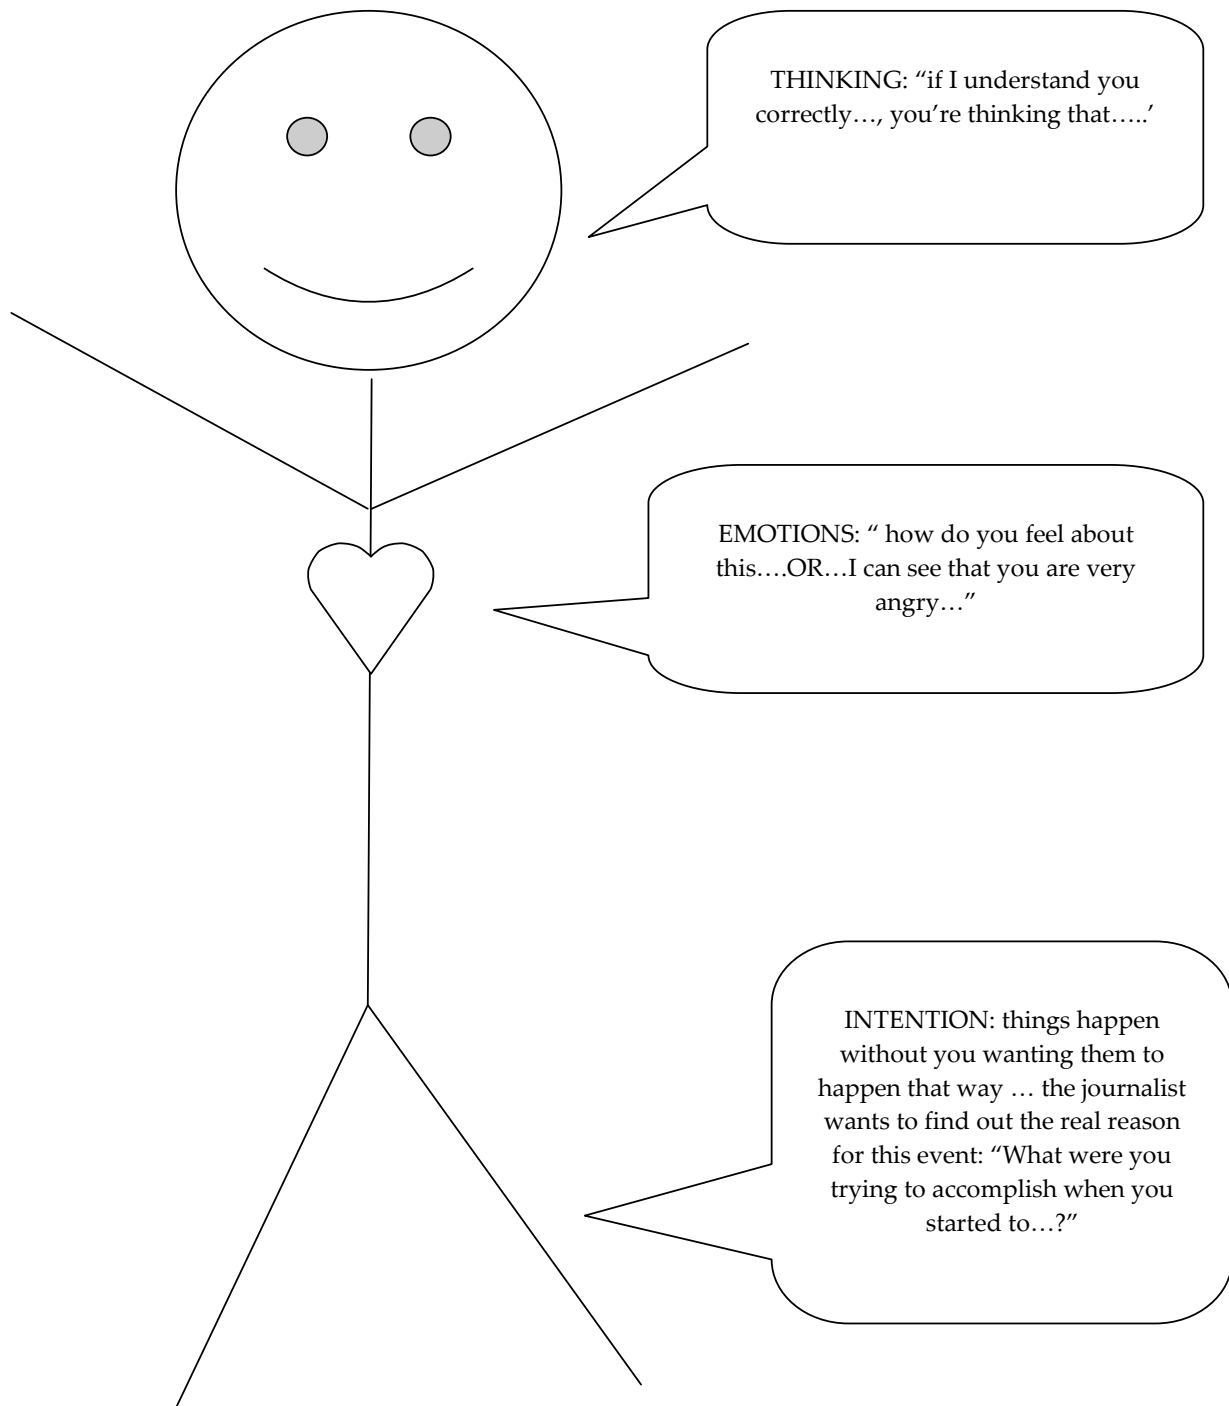 THINKING: “if I understand you
correctly…, you’re thinking that…..’
EMOTIONS: “ how do you feel about
this….OR…I can see that you are very
angry…”
INTENTION: things happen
without you wanting them to
happen that way … the journalist
wants to find out the real reason
for this event: “What were you
trying to accomplish when you
started to…?”